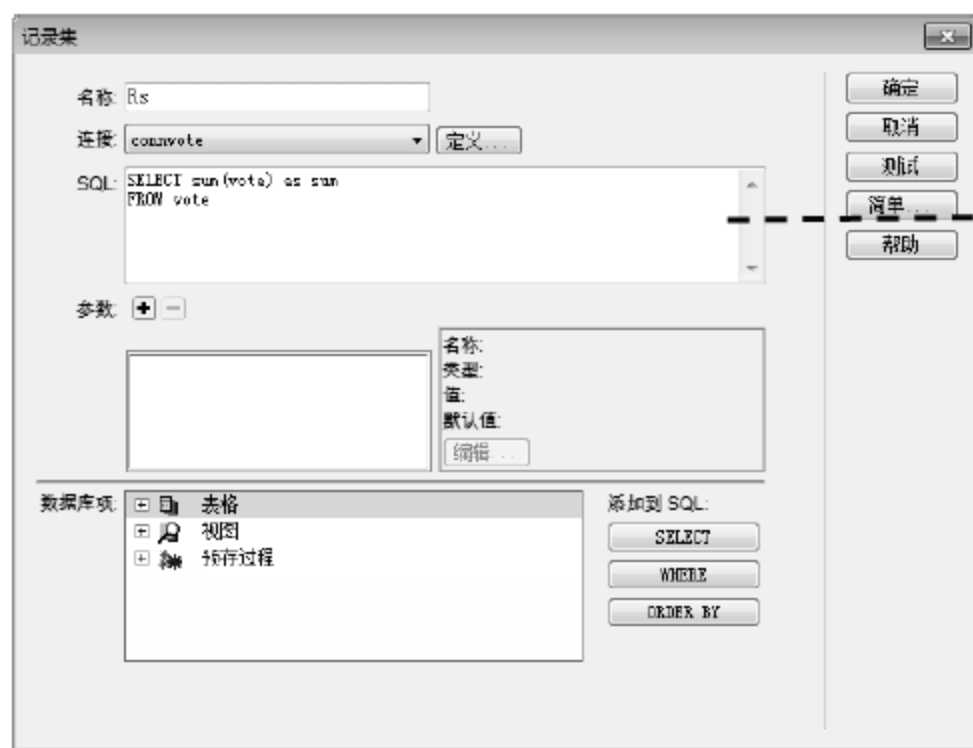 记录集
名称: Rs
连接: connvote 定义...
SQL: SELECT sum(vote) as sum
FROM vote
参数:
名称:
类型:
值:
默认值:
编辑...
数据库项:
表格
视图
预存过程
添加到 SQL:
SELECT
WHERE
ORDER BY
确定
取消
测试
简单...
帮助